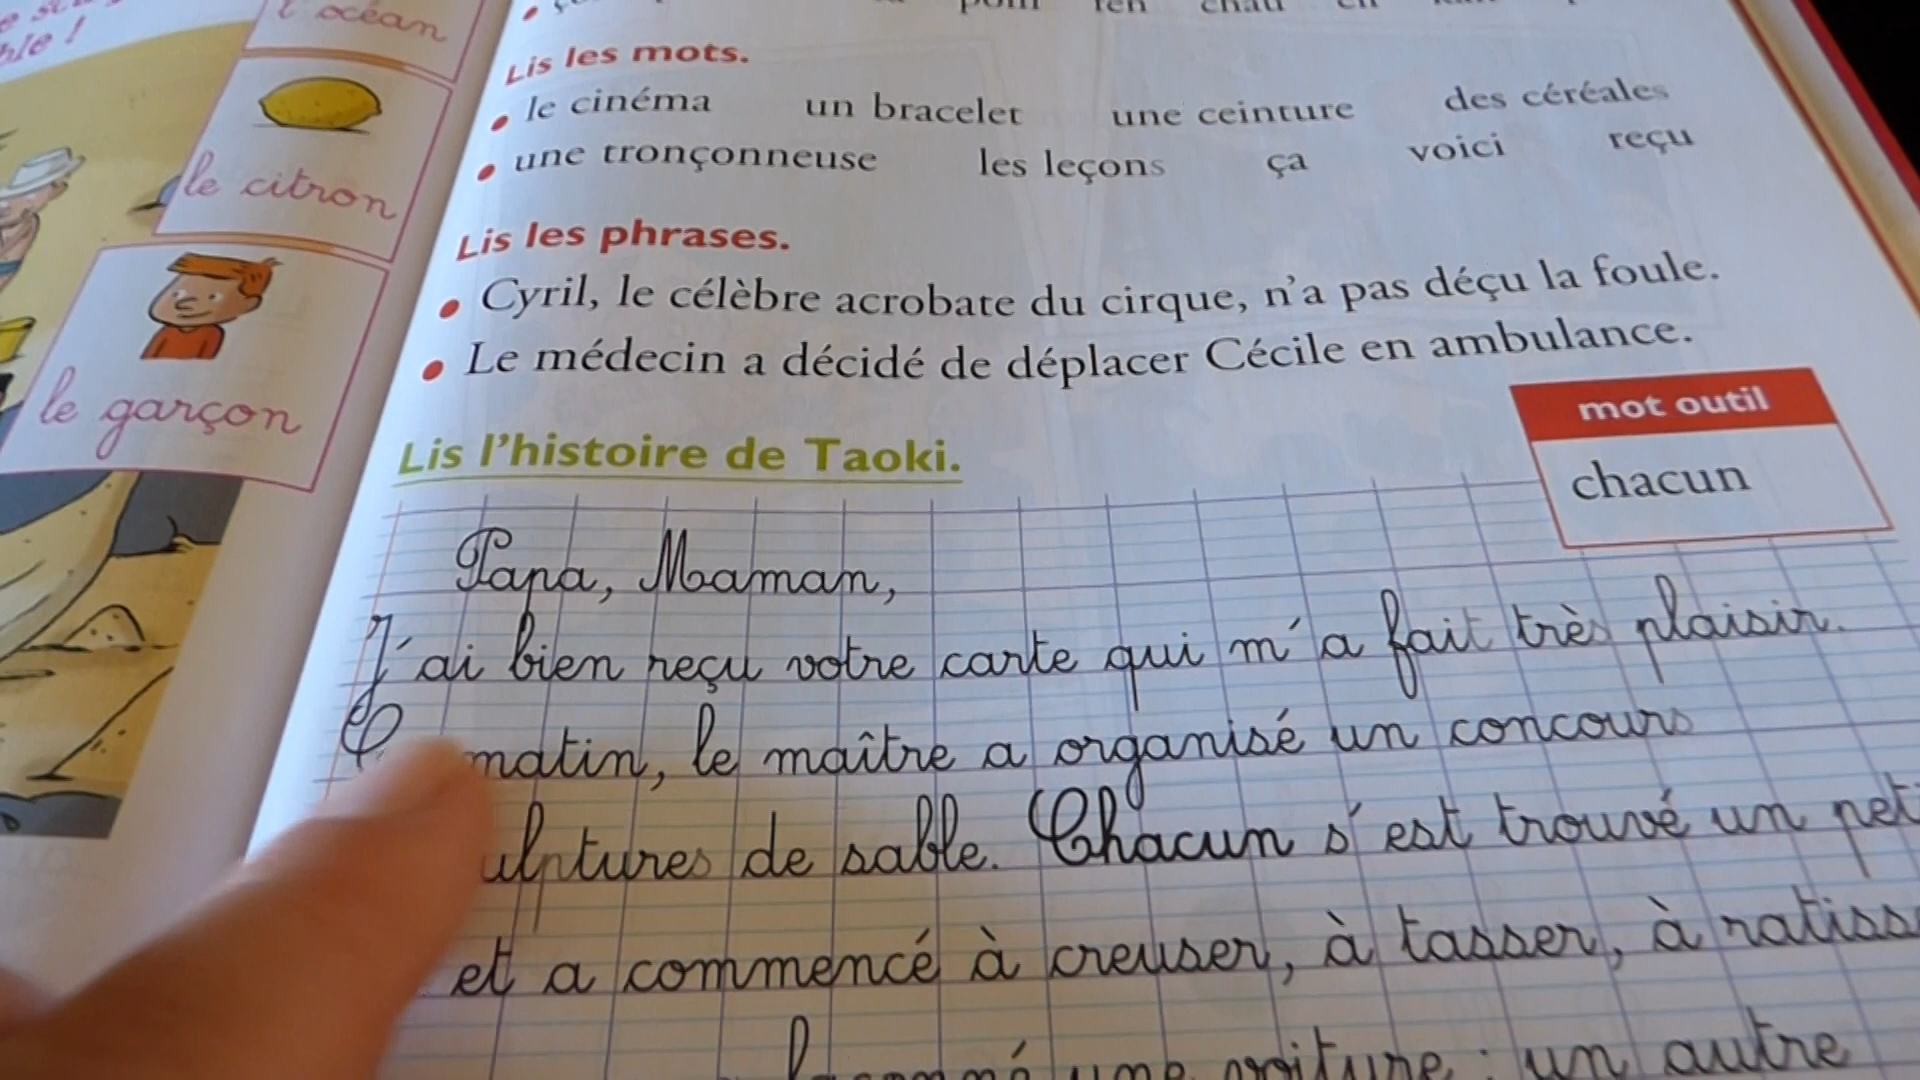 l'océan
le citron
le garçon
Lis les mots.
le cinéma un bracelet une ceinture des céréales
une tronçonneuse les leçons ça voici reçu
Lis les phrases.
Cyril, le célèbre acrobate du cirque, n'a pas déçu la foule.
Le médecin a décidé de déplacer Cécile en ambulance.
mot outil
chacun
Lis l'histoire de Taoki.
Papa, Maman,
J'ai bien reçu votre carte qui m'a fait très plaisir.
matin, le maître a organisé un concours
ulptures de sable. Chacun s'est trouvé un peti
et a commencé à creuser, à tasser, à ratiss
une voiture ; un autre